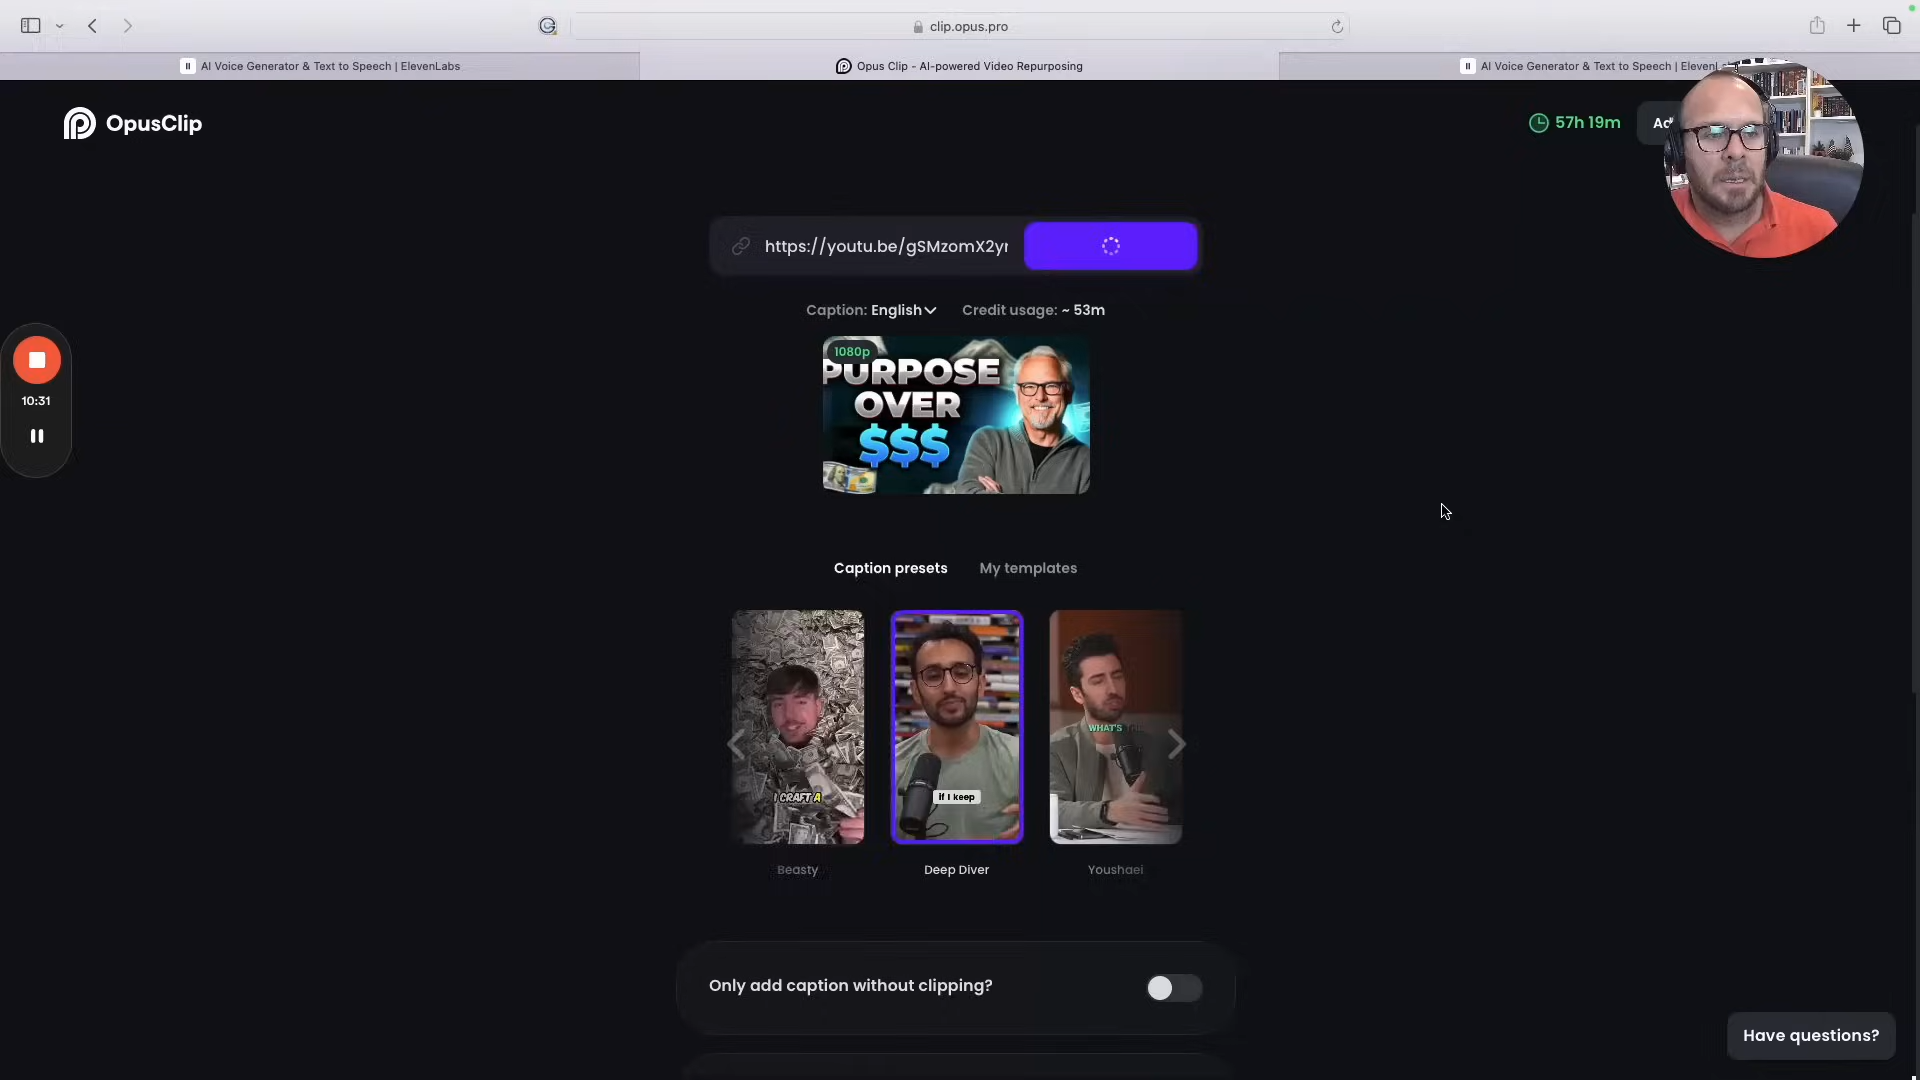 clip.opus.pro
AI Voice Generator & Text to Speech | ElevenLabs
Opus Clip - AI-powered Video Repurposing
AI Voice Generator & Text to Speech | ElevenL
OpusClip
57h 19m
Ad
https://youtu.be/gSMzomX2yr
Caption: English
Credit usage: ~ 53m
1080p
PURPOSE
OVER
$$$
10:31
Caption presets
My templates
I CRAFT A
if I keep
WHAT'S
Beasty
Deep Diver
Youshaei
Only add caption without clipping?
Have questions?